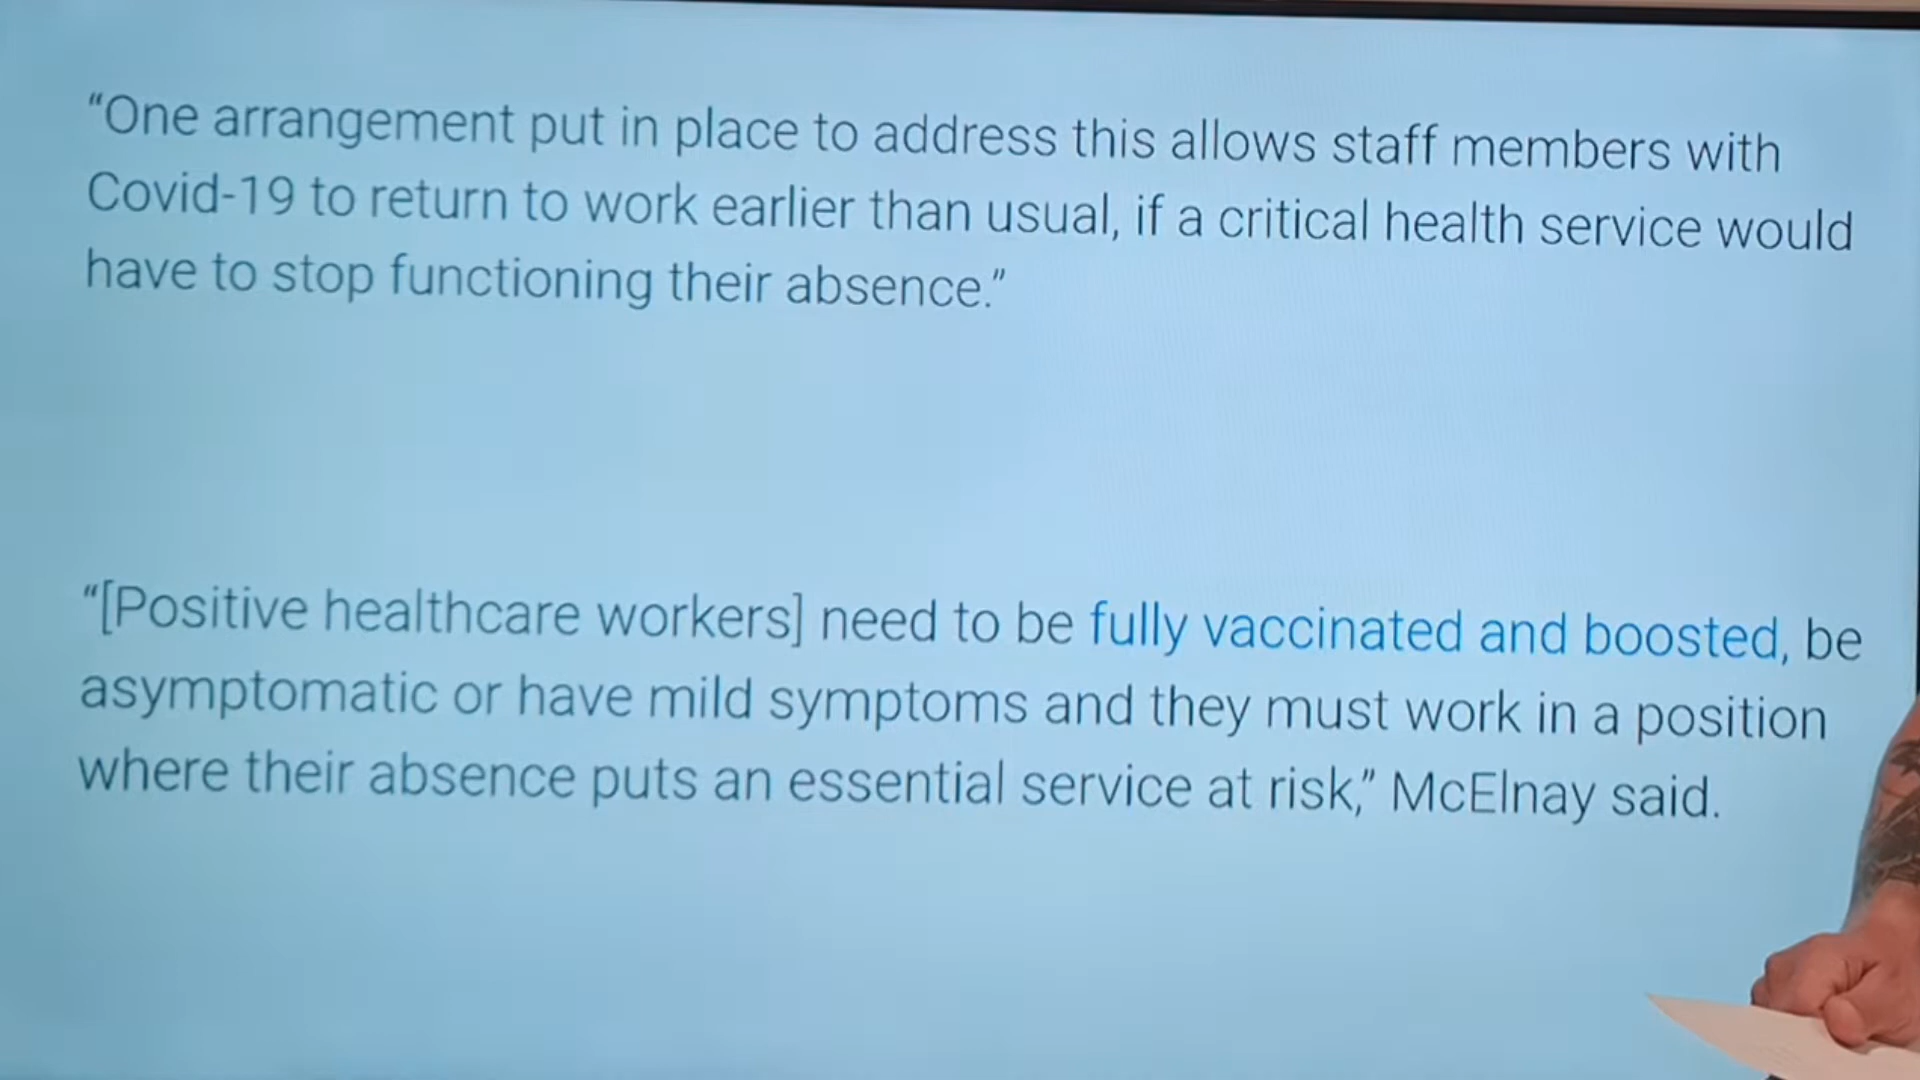 “One arrangement put in place to address this allows staff members with
Covid-19 to return to work earlier than usual, if a critical health service would
have to stop functioning their absence.”
“[Positive healthcare workers] need to be fully vaccinated and boosted, be
asymptomatic or have mild symptoms and they must work in a position
where their absence puts an essential service at risk,” McElnay said.